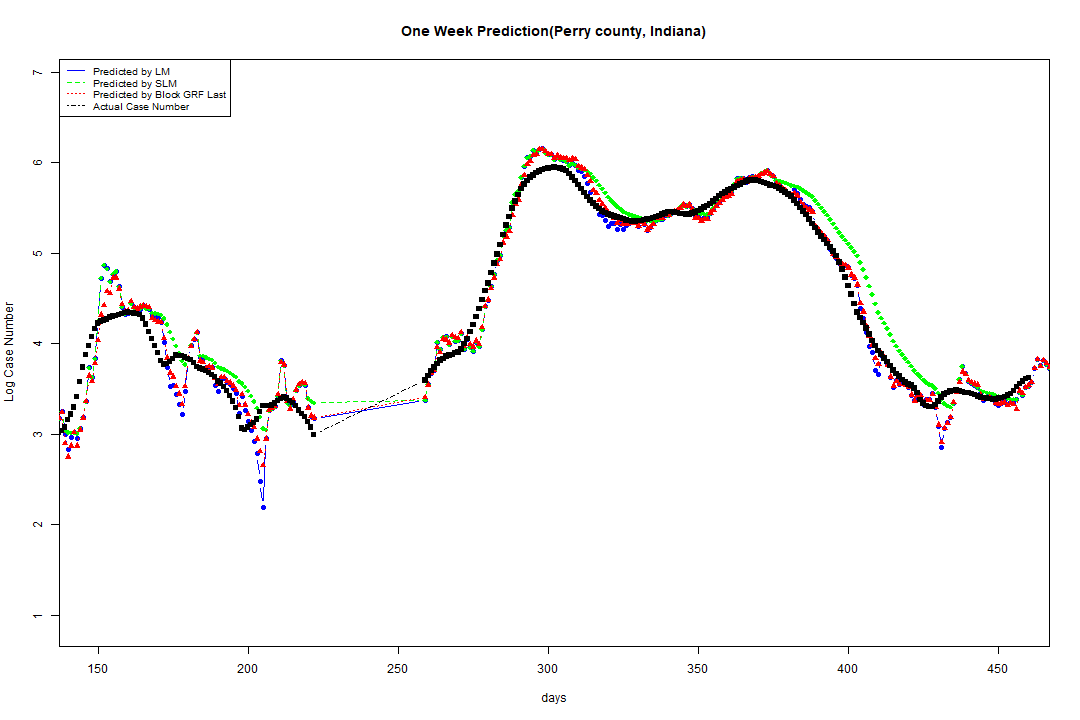 One Week Prediction(Perry county, Indiana)
Predicted by LM
Predicted by SLM
Predicted by Block GRF Last
Actual Case Number
7
6
5
4
3
2
1
Log Case Number
150 200 250 300 350 400 450
days